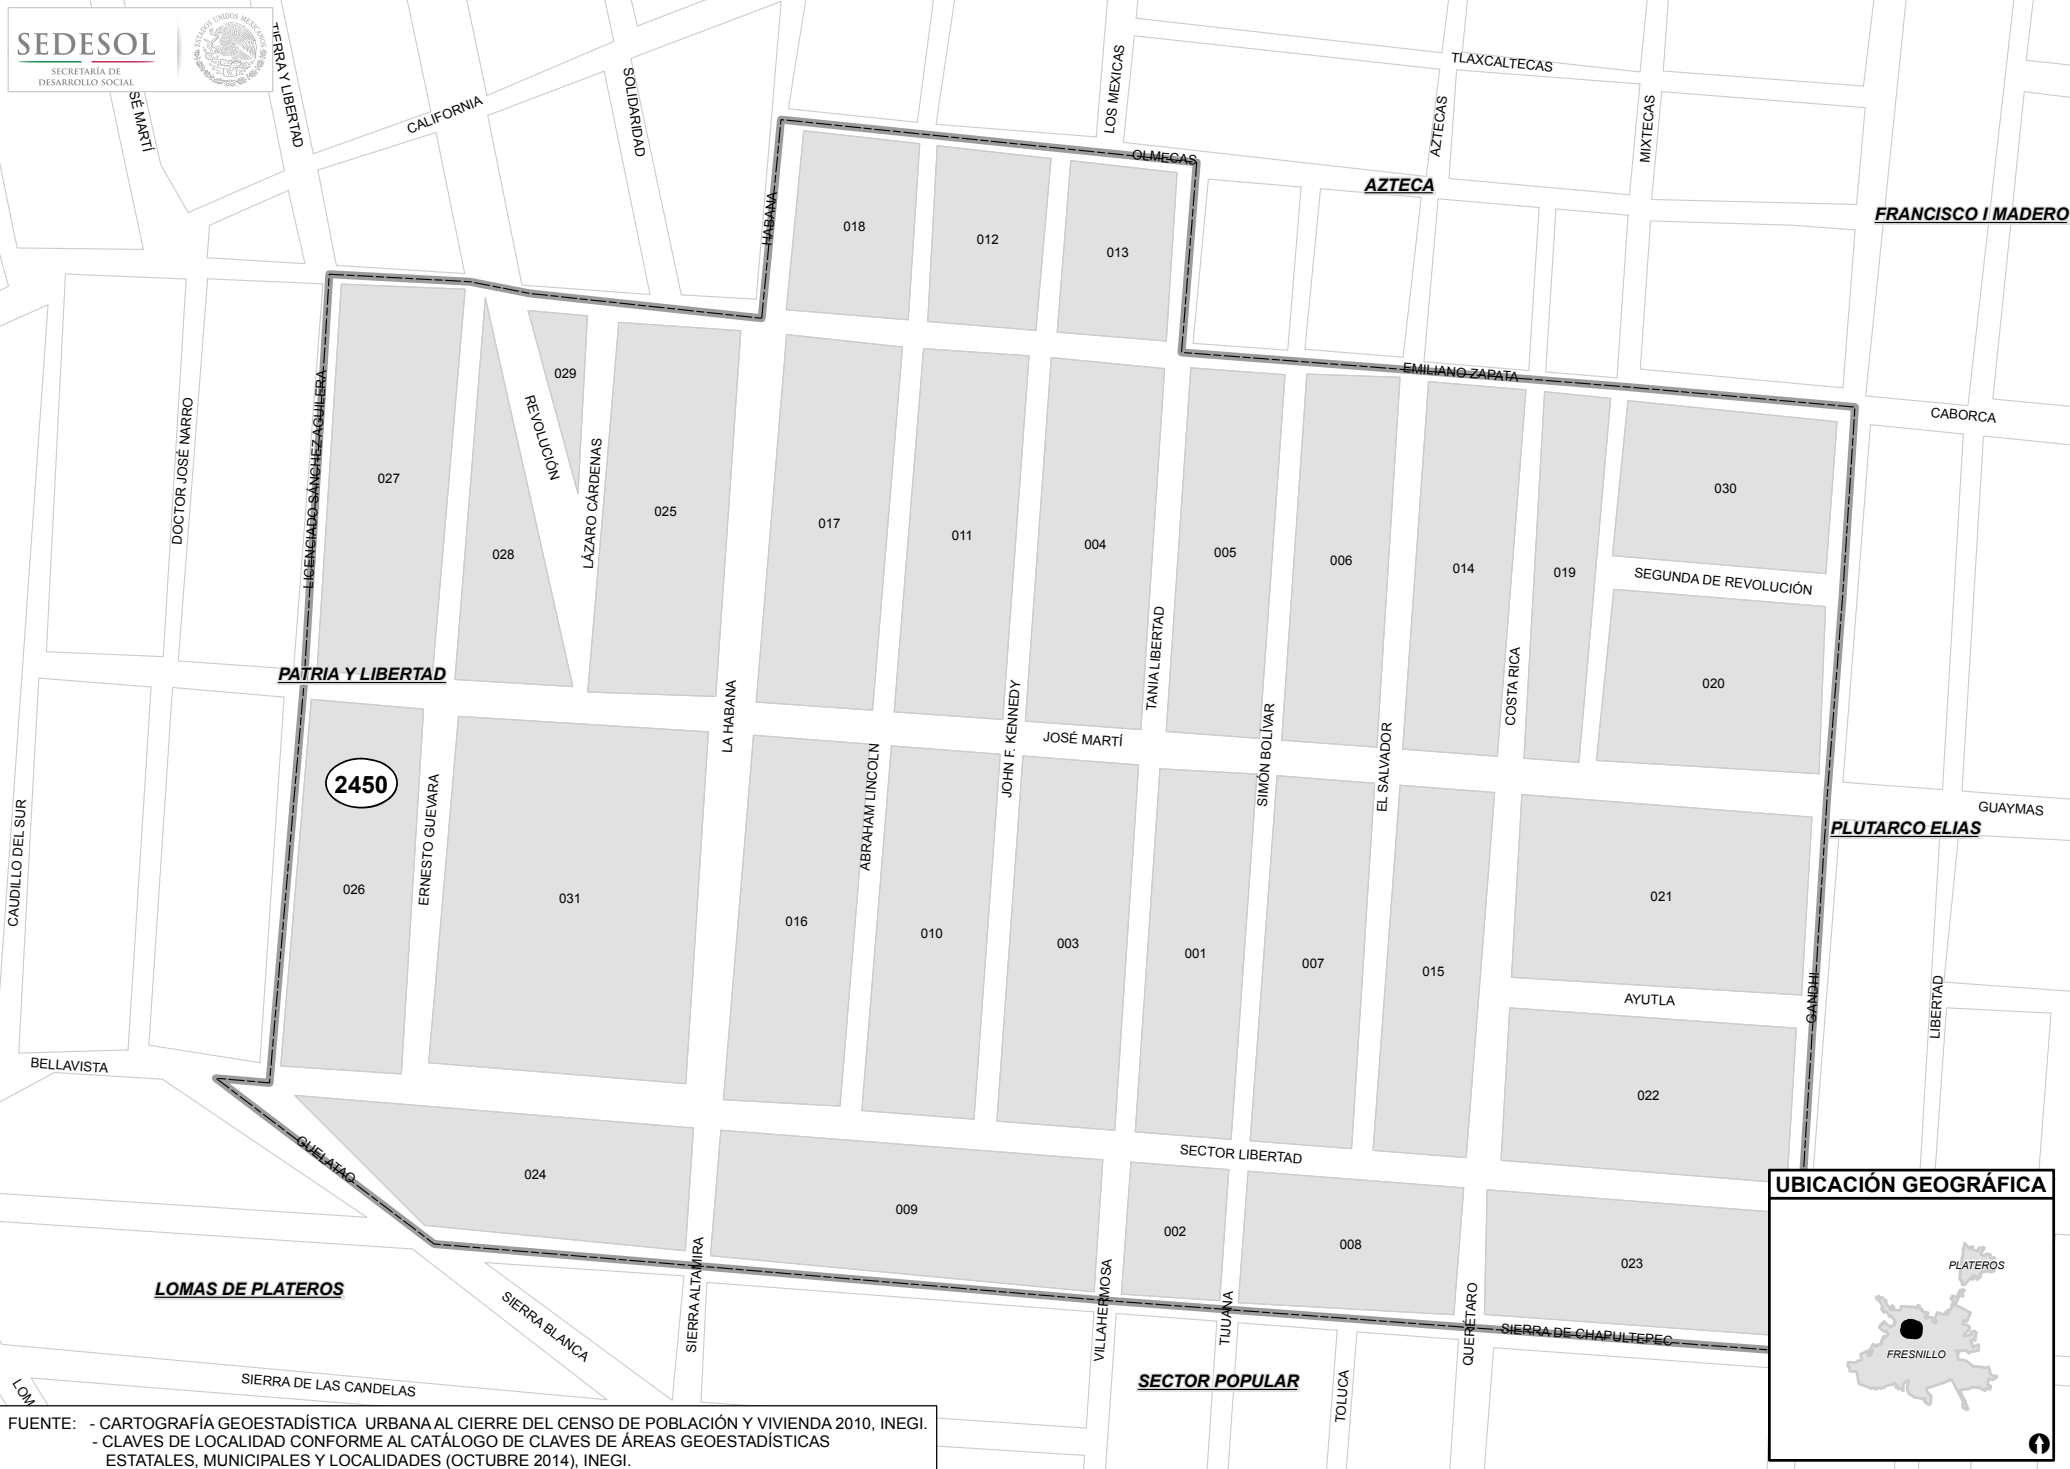 SEDESOL
SECRETARÍA DE
DESARROLLO SOCIAL
ESTADOS UNIDOS MEXICANOS
TIERRA Y LIBERTAD
SÉ MARTÍ
CALIFORNIA
SOLIDARIDAD
LOS MEXICAS
TLAXCALTECAS
AZTECAS
MIXTECAS
OLMECAS
AZTECA
FRANCISCO I MADERO
HABANA
018
012
013
EMILIANO ZAPATA
CABORCA
029
REVOLUCIÓN
DOCTOR JOSÉ NARRO
LICENCIADO SÁNCHEZ AGUILERA
027
028
LÁZARO CÁRDENAS
025
017
011
004
005
006
014
019
030
SEGUNDA DE REVOLUCIÓN
020
TANIA LIBERTAD
COSTA RICA
PATRIA Y LIBERTAD
LA HABANA
JOHN F. KENNEDY
JOSÉ MARTÍ
SIMÓN BOLÍVAR
EL SALVADOR
2450
ERNESTO GUEVARA
ABRAHAM LINCOLN
GUAYMAS
PLUTARCO ELIAS
CAUDILLO DEL SUR
026
031
016
010
003
001
007
015
021
AYUTLA
GANDHI
LIBERTAD
BELLAVISTA
022
GUELATAO
024
SECTOR LIBERTAD
009
002
008
023
LOMAS DE PLATEROS
SIERRA BLANCA
SIERRA ALTAMIRA
VILLAHERMOSA
TIJUANA
QUERÉTARO
SIERRA DE CHAPULTEPEC
SIERRA DE LAS CANDELAS
LOM
SECTOR POPULAR
TOLUCA
UBICACIÓN GEOGRÁFICA
PLATEROS
FRESNILLO
FUENTE: - CARTOGRAFÍA GEOESTADÍSTICA URBANA AL CIERRE DEL CENSO DE POBLACIÓN Y VIVIENDA 2010, INEGI.
- CLAVES DE LOCALIDAD CONFORME AL CATÁLOGO DE CLAVES DE ÁREAS GEOESTADÍSTICAS
ESTATALES, MUNICIPALES Y LOCALIDADES (OCTUBRE 2014), INEGI.